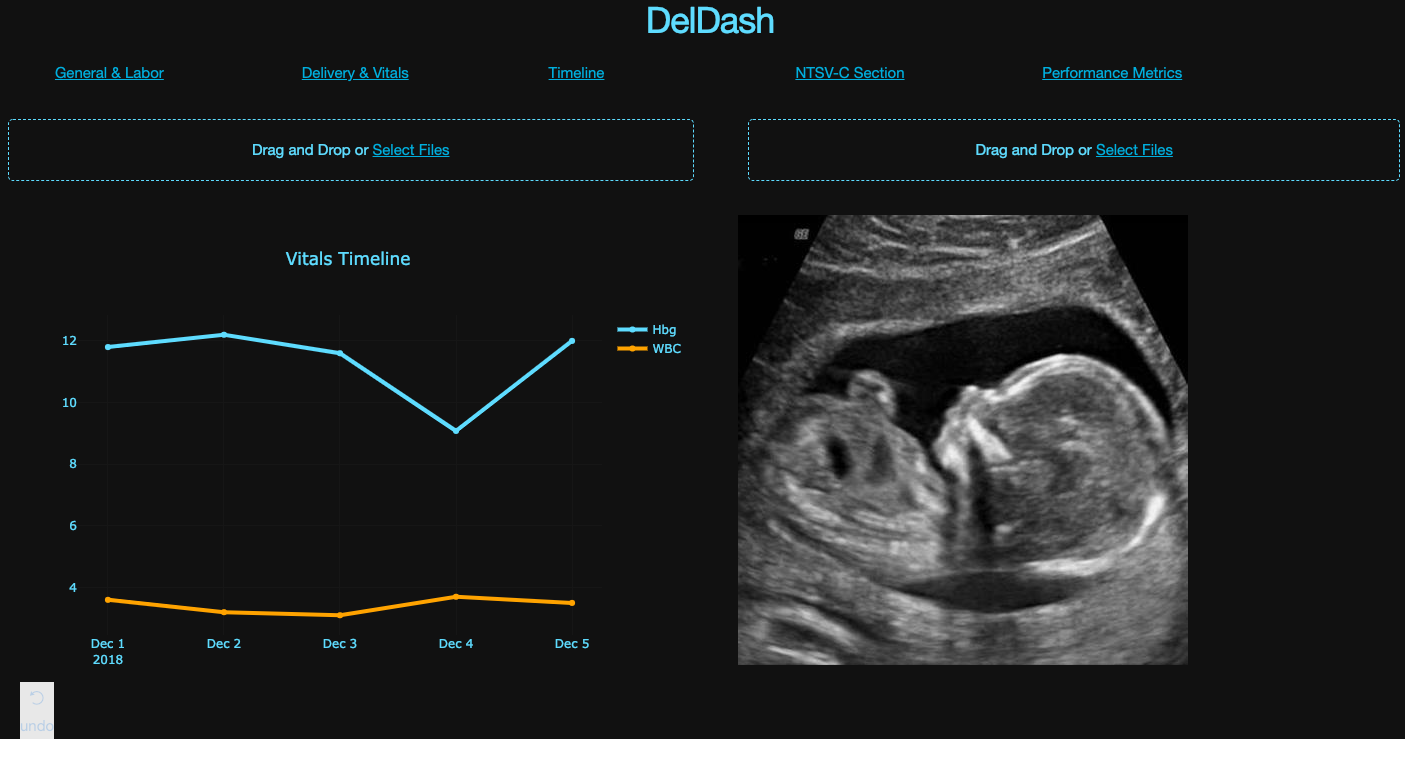 DelDash
General & Labor
Delivery & Vitals
Timeline
NTSV-C Section
Performance Metrics
Drag and Drop or Select Files
Drag and Drop or Select Files
Vitals Timeline
12
10
8
6
4
Dec 1
2018
Dec 2
Dec 3
Dec 4
Dec 5
Hbg
WBC
GE
undo